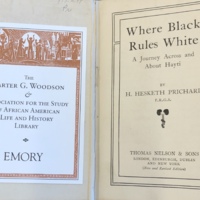 THE
CARTER G. WOODSON
ASSOCIATION FOR THE STUDY
OF AFRICAN AMERICAN
LIFE AND HISTORY
LIBRARY
EMORY
Where Black
Rules White
A Journey Across and
About Hayti
BY
H. HESKETH PRICHARD
F.R.G.S.
THOMAS NELSON & SONS
LONDON, EDINBURGH, DUBLIN
AND NEW YORK